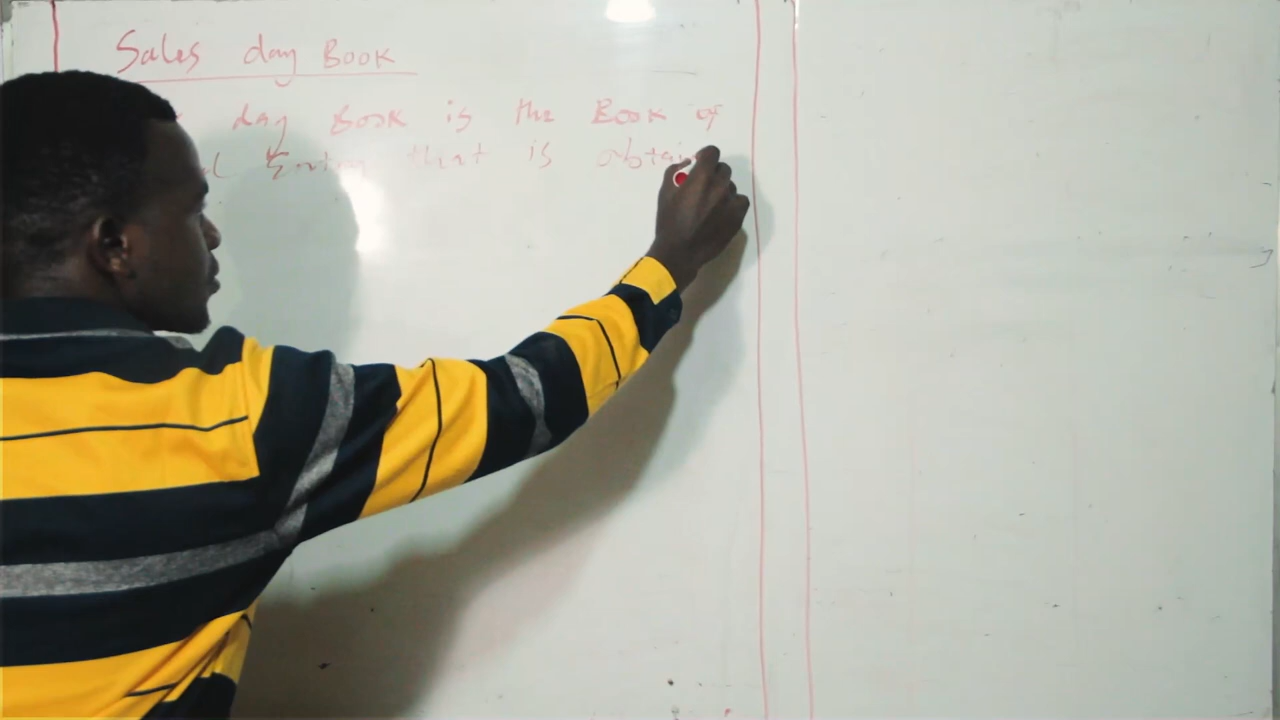 Sales day Book
day Book is the Book of
Entry that is obtain